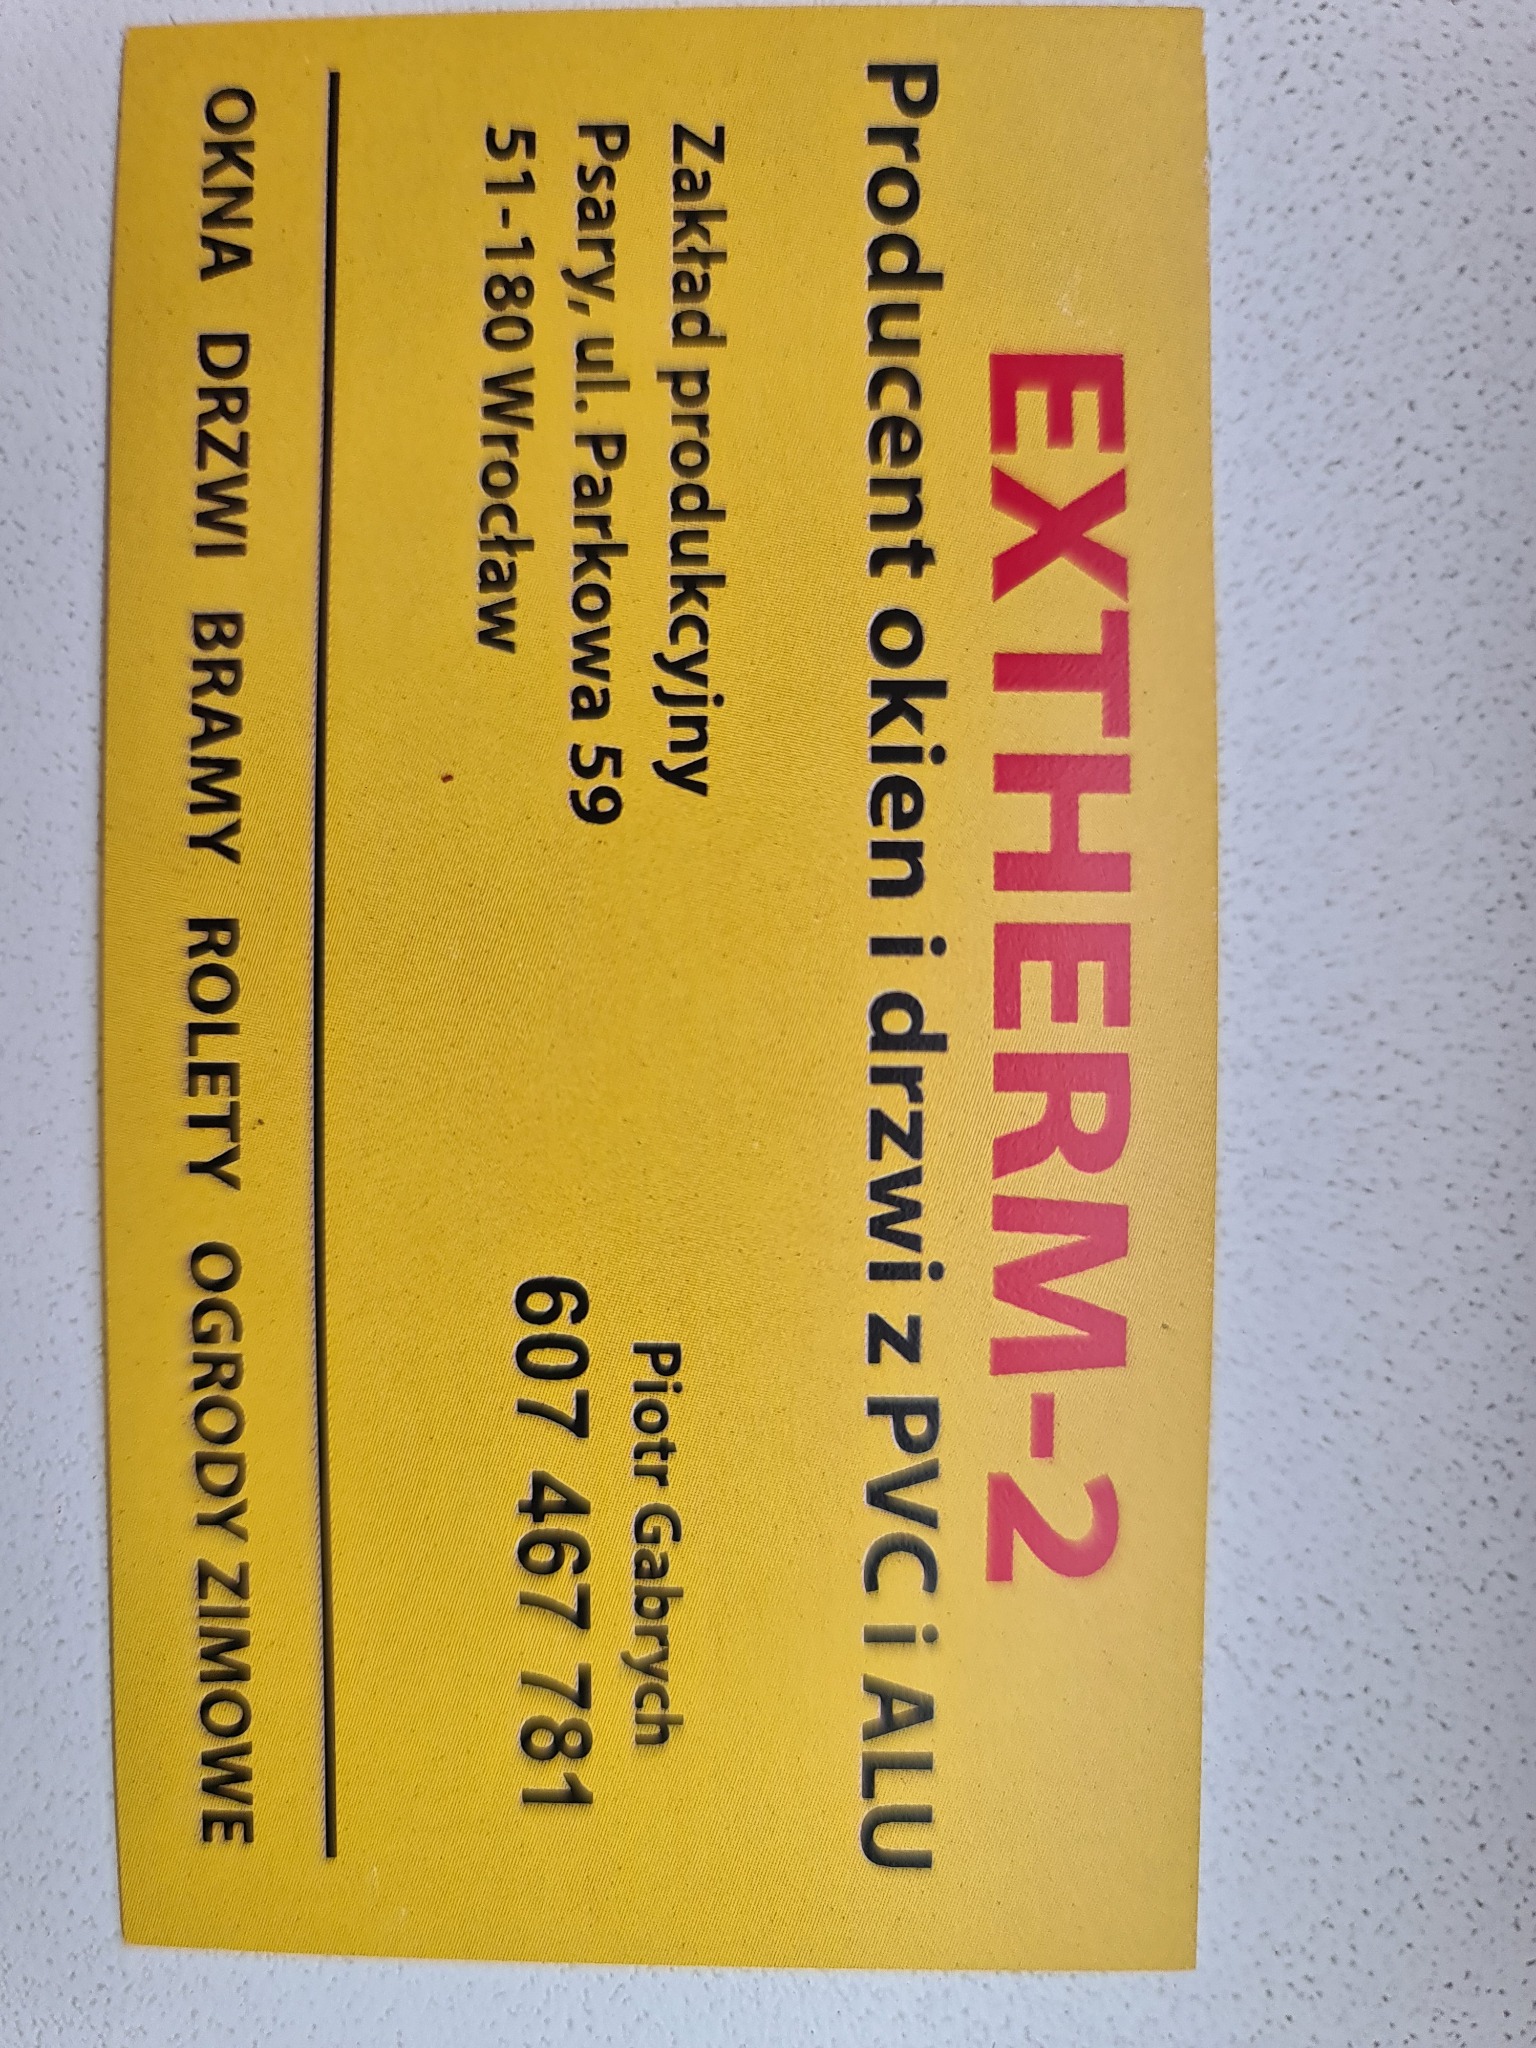 EXTHERM-2
Producent okien i drzwi z PVC i ALU
Zakład produkcyjny
Psary, ul. Parkowa 59
51-180 Wrocław
Piotr Gabrych
607 467 781
OKNA DRZWI BRAMY ROLETY OGRODY ZIMOWE